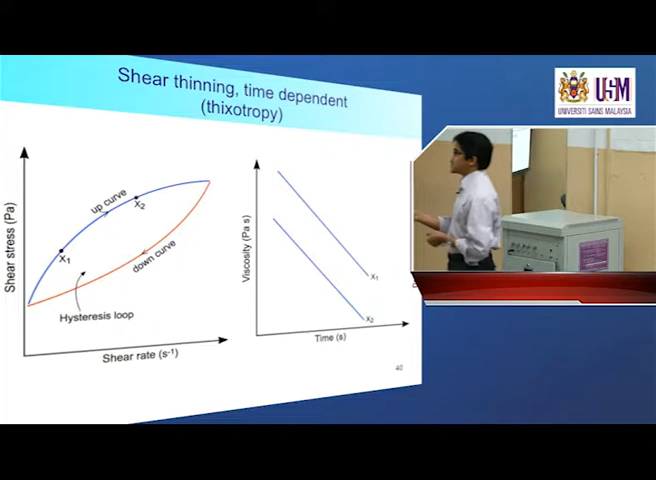 Shear thinning, time dependent
(thixotropy)
USM
UNIVERSITI SAINS MALAYSIA
Shear stress (Pa)
up curve
X2
X1
down curve
Hysteresis loop
Shear rate (s-1)
Viscosity (Pa s)
X1
X2
Time (s)
40